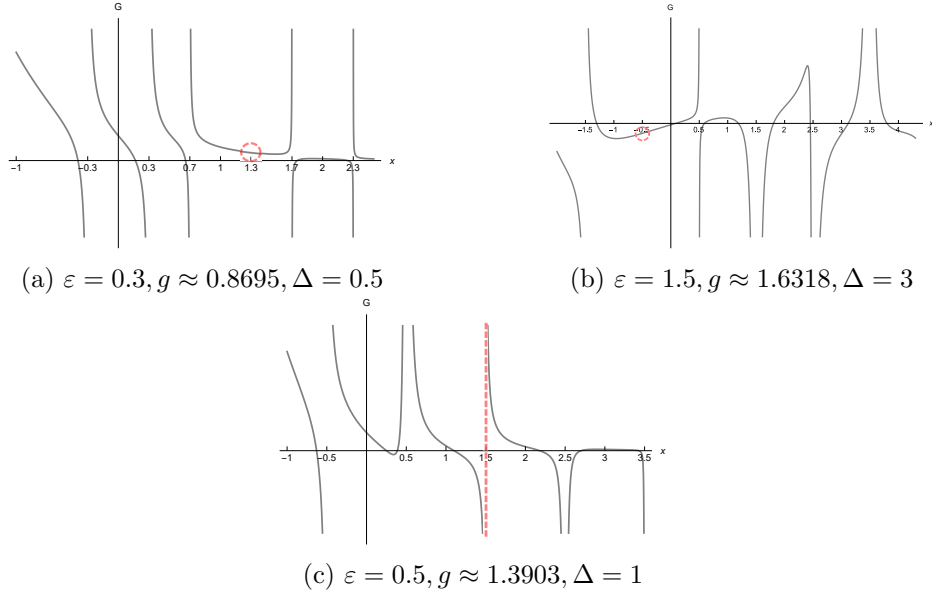 G
G
-1 -0.3 0.3 0.7 1.3 1.7 2 2.3 x
-1.5 -1 -0.5 0.5 1 1.5 2 2.5 3 3.5 4 x
(a) ε = 0.3, g ≈ 0.8695, Δ = 0.5
(b) ε = 1.5, g ≈ 1.6318, Δ = 3
G
-1 -0.5 0.5 1 1.5 2 2.5 3 3.5 x
(c) ε = 0.5, g ≈ 1.3903, Δ = 1